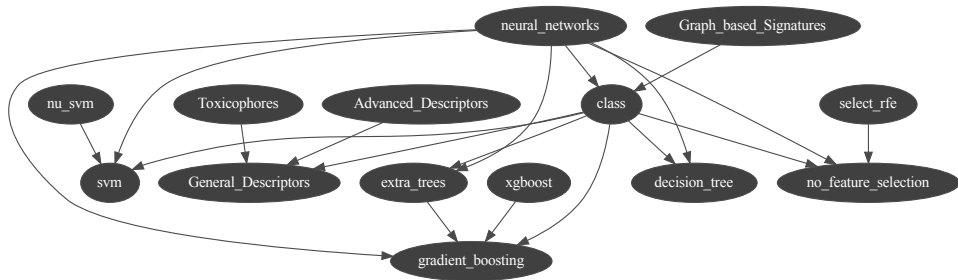 neural_networks
Graph_based_Signatures
nu_svm
Toxicophores
Advanced_Descriptors
class
select_rfe
svm
General_Descriptors
extra_trees
xgboost
decision_tree
no_feature_selection
gradient_boosting